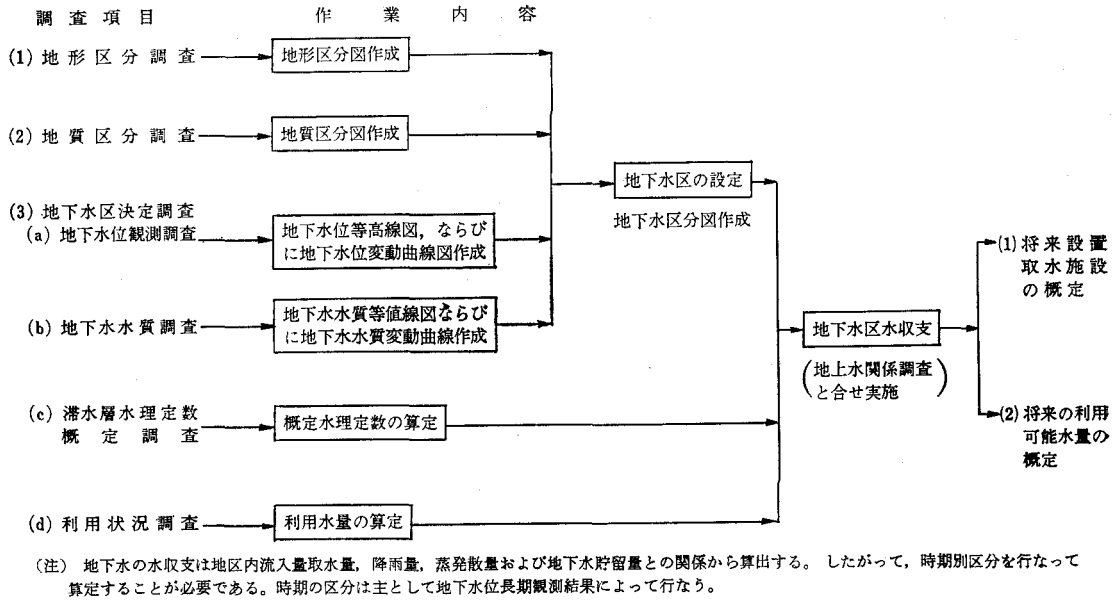 調査項目
作業内容
(1) 地形区分調査
地形区分図作成
(2) 地質区分調査
地質区分図作成
(3) 地下水区決定調査
(a) 地下水位観測調査
地下水位等高線図，ならび
に地下水位変動曲線図作成
(b) 地下水水質調査
地下水水質等値線図ならび
に地下水水質変動曲線作成
(c) 滞水層水理定数
概定調査
概定水理定数の算定
(d) 利用状況調査
利用水量の算定
地下水区の設定
地下水区分図作成
地下水区水収支
(地上水関係調査
と合せ実施)
(1) 将来設置
取水施設
の概定
(2) 将来の利用
可能水量の
概定
(注) 地下水の水収支は地区内流入量取水量，降雨量，蒸発散量および地下水貯留量との関係から算出する。したがって，時期別区分を行なって
算定することが必要である。時期の区分は主として地下水位長期観測結果によって行なう。